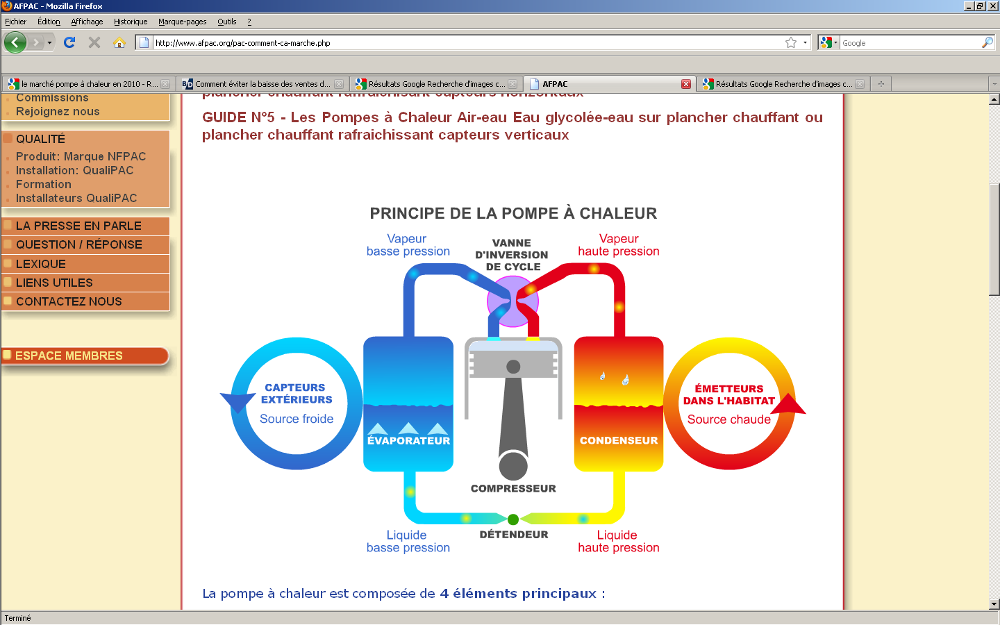 AFPAC - Mozilla Firefox
Fichier Édition Affichage Historique Marque-pages Outils ?
http://www.afpac.org/pac-comment-ca-marche.php
Google
le marché pompe à chaleur en 2010 - R...
Comment éviter la baisse des ventes d...
Résultats Google Recherche d'images c...
AFPAC
Résultats Google Recherche d'images c...
Commissions
Rejoignez nous
QUALITÉ
Produit: Marque NFPAC
Installation: QualiPAC
Formation
Installateurs QualiPAC
LA PRESSE EN PARLE
QUESTION / RÉPONSE
LEXIQUE
LIENS UTILES
CONTACTEZ NOUS
ESPACE MEMBRES
plancher chauffant rafraichissant capteurs horizontaux
GUIDE N°5 - Les Pompes à Chaleur Air-eau Eau glycolée-eau sur plancher chauffant ou
plancher chauffant rafraichissant capteurs verticaux
PRINCIPE DE LA POMPE À CHALEUR
Vapeur
basse pression
VANNE
D'INVERSION
DE CYCLE
Vapeur
haute pression
CAPTEURS
EXTÉRIEURS
Source froide
ÉVAPORATEUR
COMPRESSEUR
CONDENSEUR
ÉMETTEURS
DANS L'HABITAT
Source chaude
Liquide
basse pression
DÉTENDEUR
Liquide
haute pression
La pompe à chaleur est composée de 4 éléments principaux :
Terminé